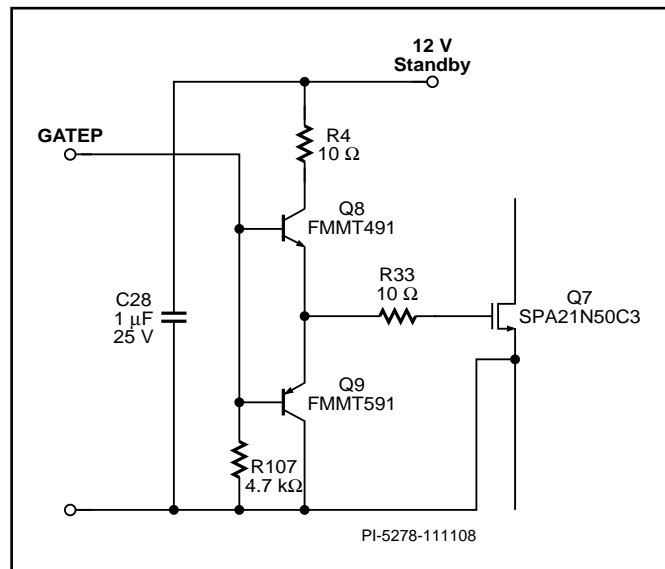 12 V
Standby
GATEP
R4
10 Ω
Q8
FMMT491
R33
10 Ω
Q7
SPA21N50C3
C28
1 μF
25 V
Q9
FMMT591
R107
4.7 kΩ
PI-5278-111108